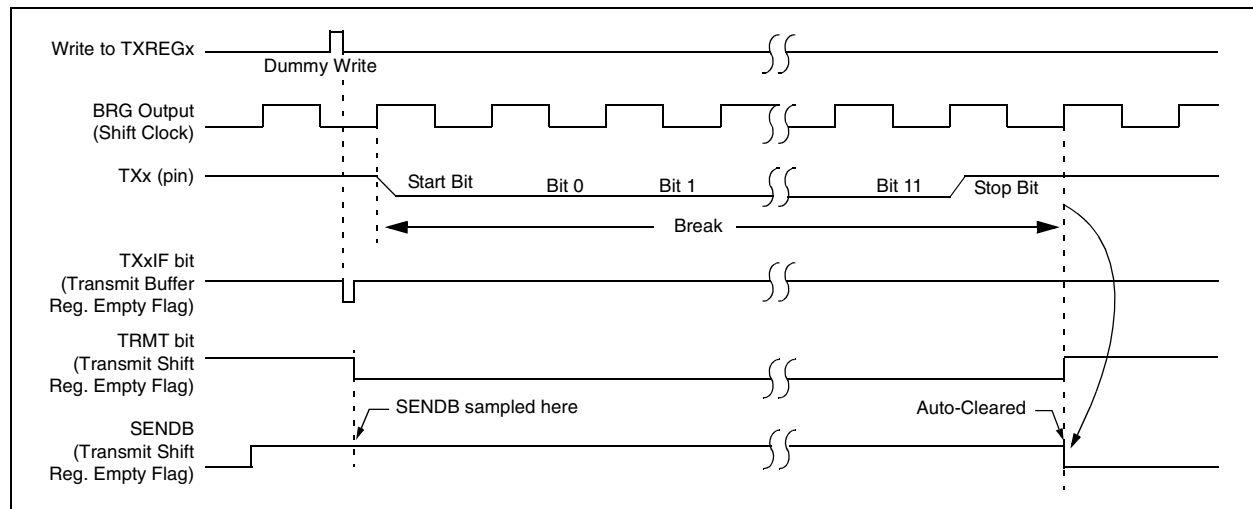 Write to TXREGx
Dummy Write
BRG Output
(Shift Clock)
TXx (pin)
Start Bit
Bit 0
Bit 1
Bit 11
Stop Bit
Break
TXxIF bit
(Transmit Buffer
Reg. Empty Flag)
TRMT bit
(Transmit Shift
Reg. Empty Flag)
SENDB sampled here
Auto-Cleared
SENDB
(Transmit Shift
Reg. Empty Flag)